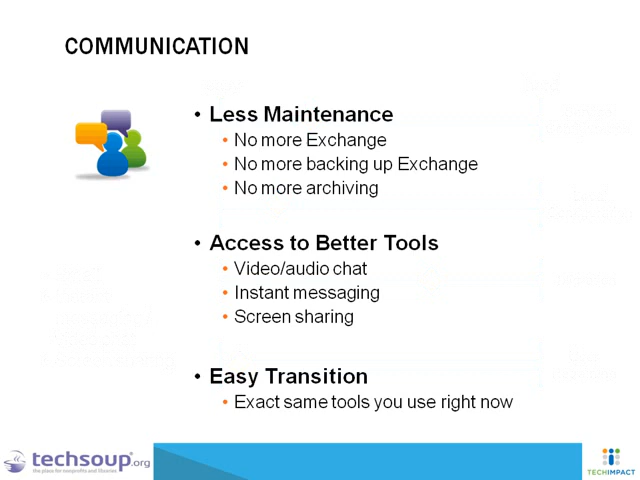 COMMUNICATION
• Less Maintenance
• No more Exchange
• No more backing up Exchange
• No more archiving
• Access to Better Tools
• Video/audio chat
• Instant messaging
• Screen sharing
• Easy Transition
• Exact same tools you use right now
techsoup.org
the place for nonprofits and libraries
TECHIMPACT